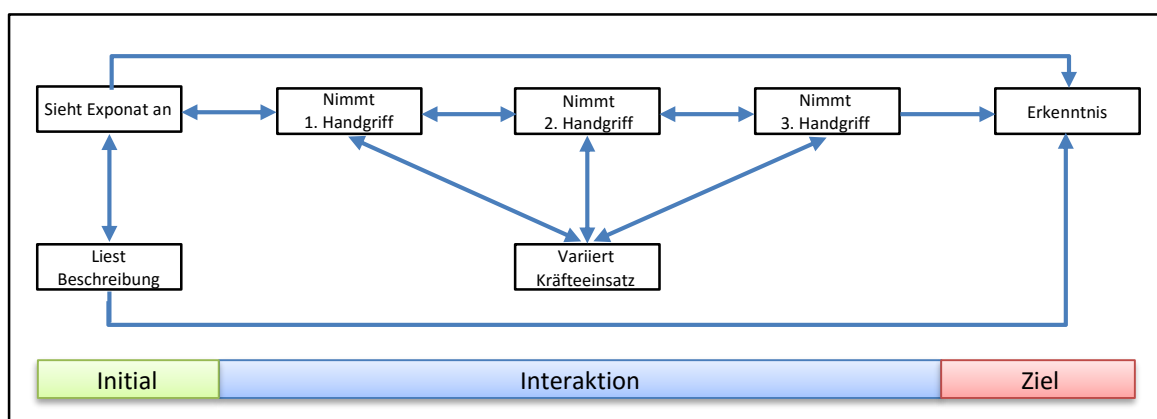 Sieht Exponat an
Nimmt
1. Handgriff
Nimmt
2. Handgriff
Nimmt
3. Handgriff
Erkenntnis
Liest
Beschreibung
Variiert
Kräfteeinsatz
Initial
Interaktion
Ziel